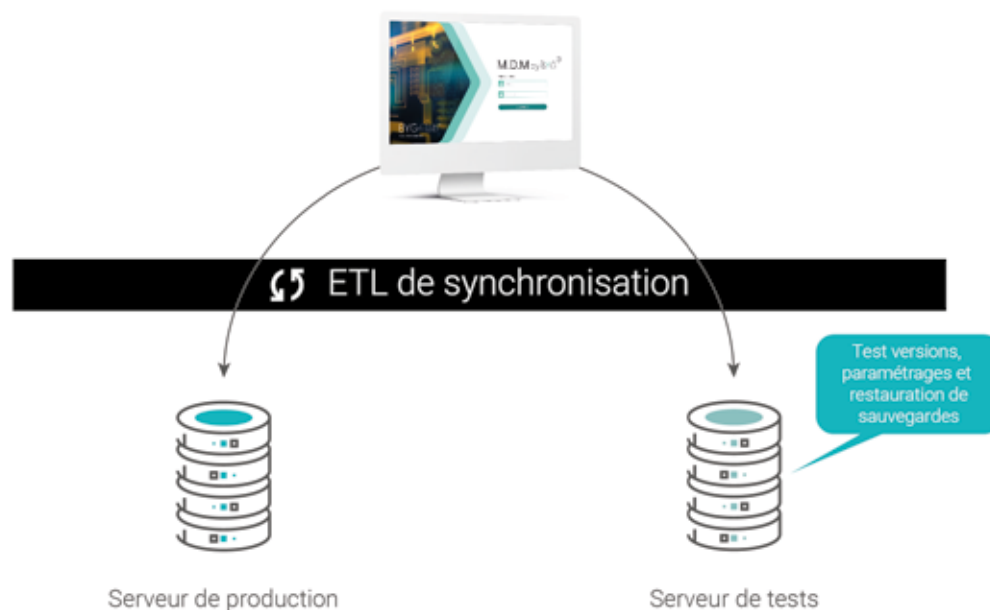 M.D.M
ETL de synchronisation
Test versions,
paramétrages et
restauration de
sauvegardes
Serveur de production
Serveur de tests